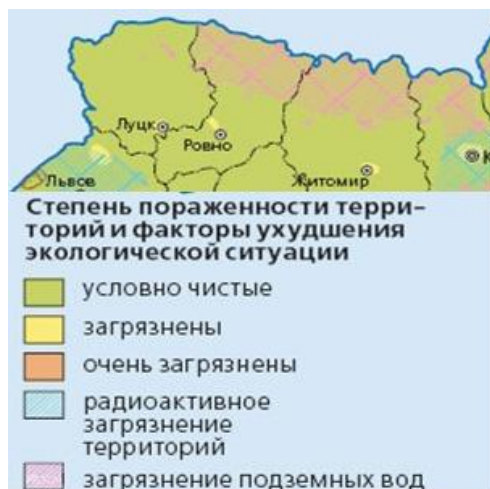 Луцк
Ровно
Львов
Житомир
К
Степень пораженности терри-
торий и факторы ухудшения
экологической ситуации
условно чистые
загрязнены
очень загрязнены
радиоактивное
загрязнение
территорий
загрязнение подземных вод